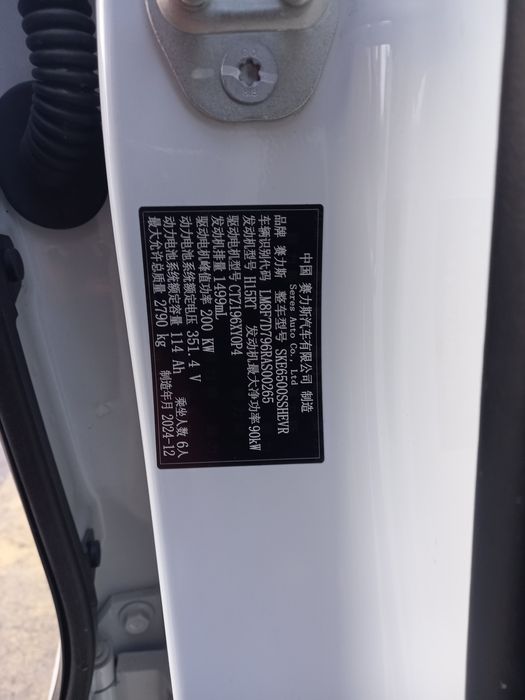 中国 赛力斯汽车有限公司 制造
Seres Auto Co., Ltd
品牌 赛力斯 整车型号 SKE6500SSHEVR
车辆识别代码 LM8F7D796RAS00265
发动机型号 H15RT 发动机最大净功率 90kW
驱动电机型号 CTZ196XY0P4
发动机排量 1499mL
驱动电机峰值功率 200 KW
动力电池系统额定电压 351.4 V
动力电池系统额定容量 114 Ah 乘坐人数 6人
最大允许总质量 2790 kg 制造年月 2024-12